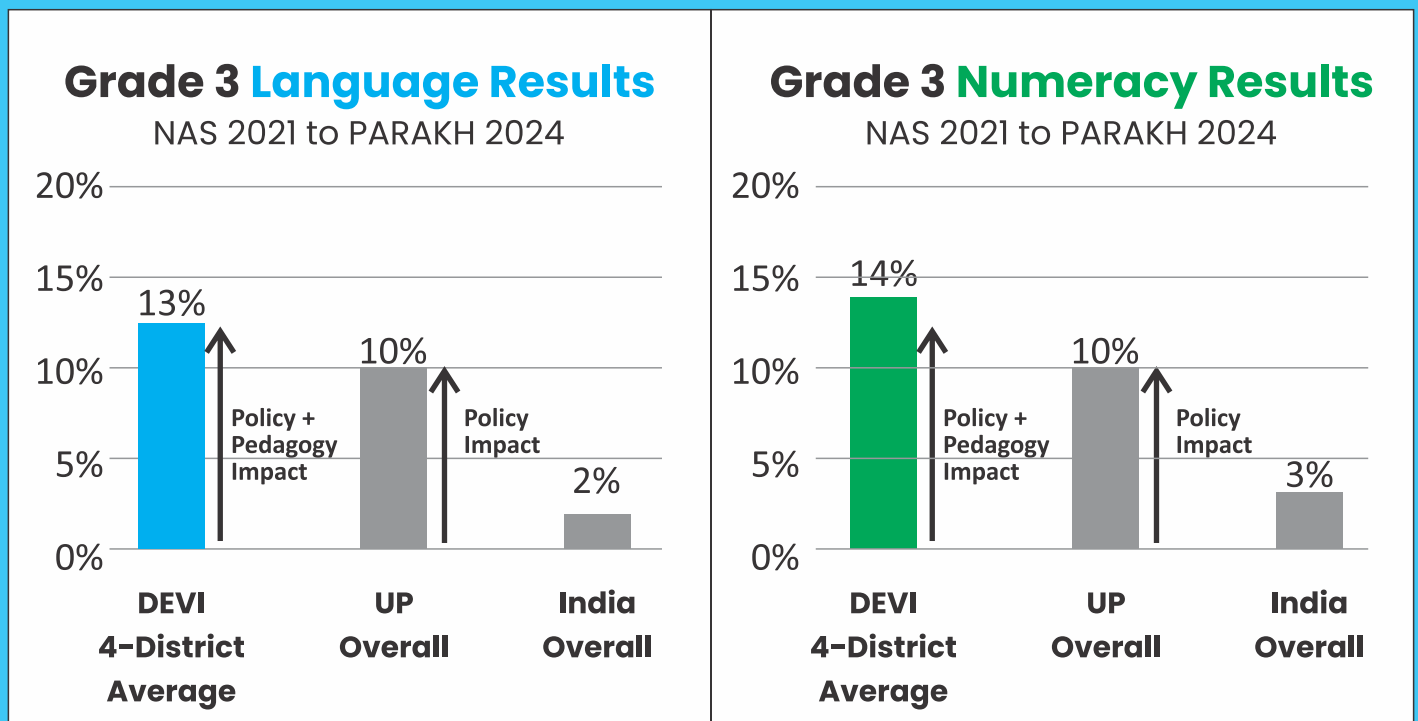 Grade 3 Language Results
NAS 2021 to PARAKH 2024
20%
15%
10%
5%
0%
13%
Policy +
Pedagogy
Impact
10%
Policy
Impact
2%
DEVI
4-District
Average
UP
Overall
India
Overall
Grade 3 Numeracy Results
NAS 2021 to PARAKH 2024
20%
15%
10%
5%
0%
14%
Policy +
Pedagogy
Impact
10%
Policy
Impact
3%
DEVI
4-District
Average
UP
Overall
India
Overall